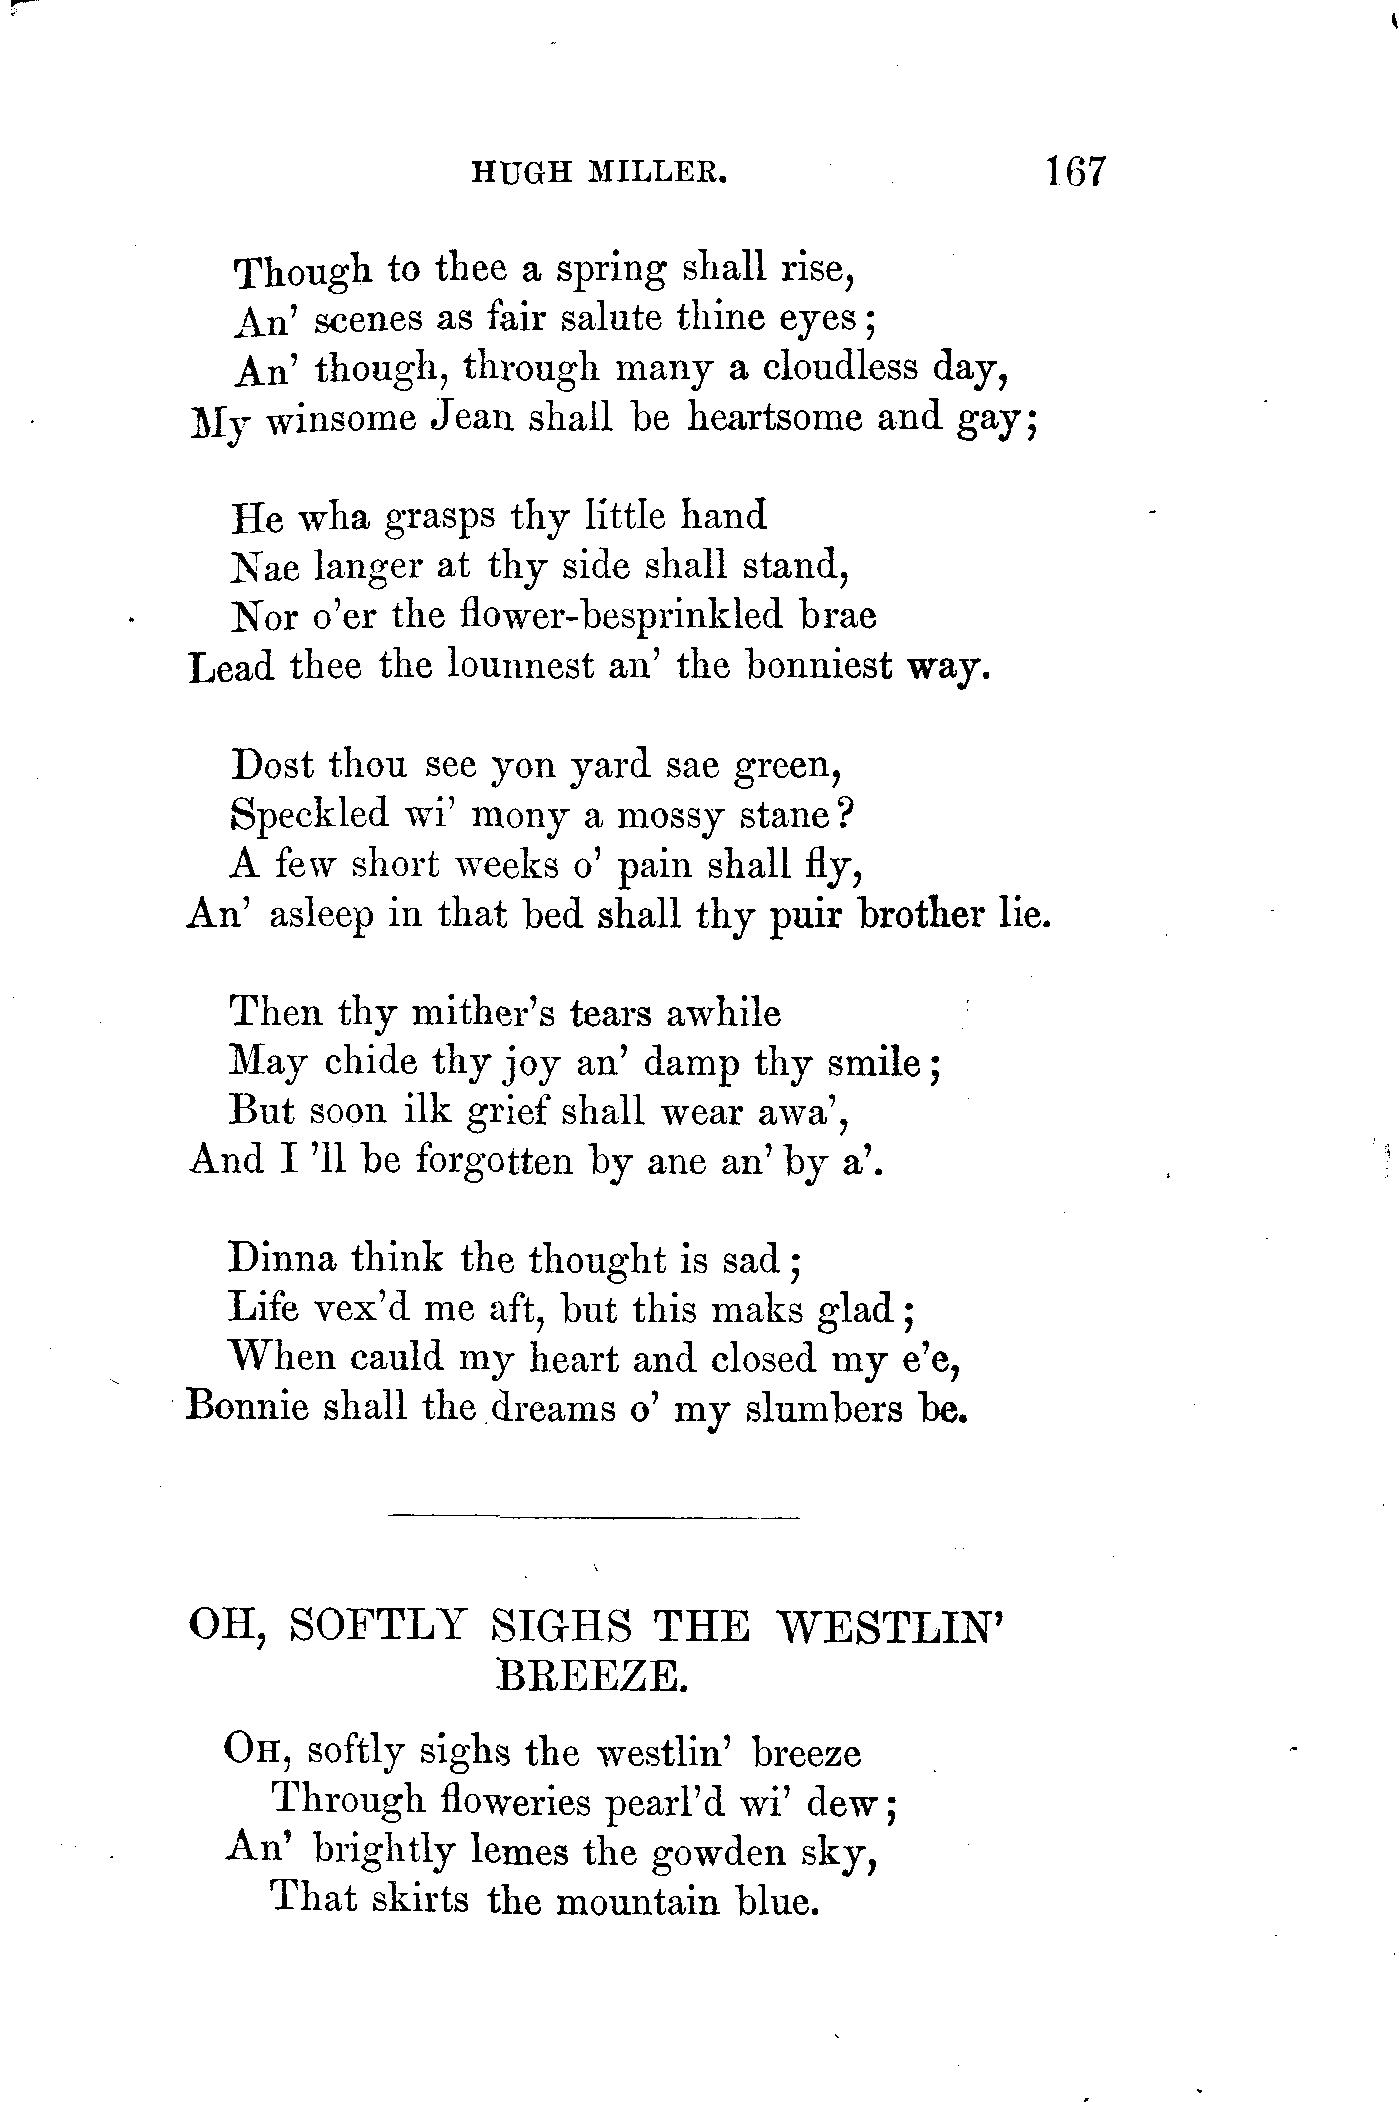 HUGH MILLER. 167
Though to thee a spring shall rise,
An' scenes as fair salute thine eyes;
An' though, through many a cloudless day,
My winsome Jean shall be heartsome and gay;
He wha grasps thy little hand
Nae langer at thy side shall stand,
Nor o'er the flower-besprinkled brae
Lead thee the lounnest an' the bonniest way.
Dost thou see yon yard sae green,
Speckled wi' mony a mossy stane?
A few short weeks o' pain shall fly,
An' asleep in that bed shall thy puir brother lie.
Then thy mither's tears awhile
May chide thy joy an' damp thy smile;
But soon ilk grief shall wear awa',
And I'll be forgotten by ane an' by a'.
Dinna think the thought is sad;
Life vex'd me aft, but this maks glad;
When cauld my heart and closed my e'e,
Bonnie shall the dreams o' my slumbers be.
OH, SOFTLY SIGHS THE WESTLIN'
BREEZE.
OH, softly sighs the westlin' breeze
Through floweries pearl'd wi' dew;
An' brightly lemes the gowden sky,
That skirts the mountain blue.